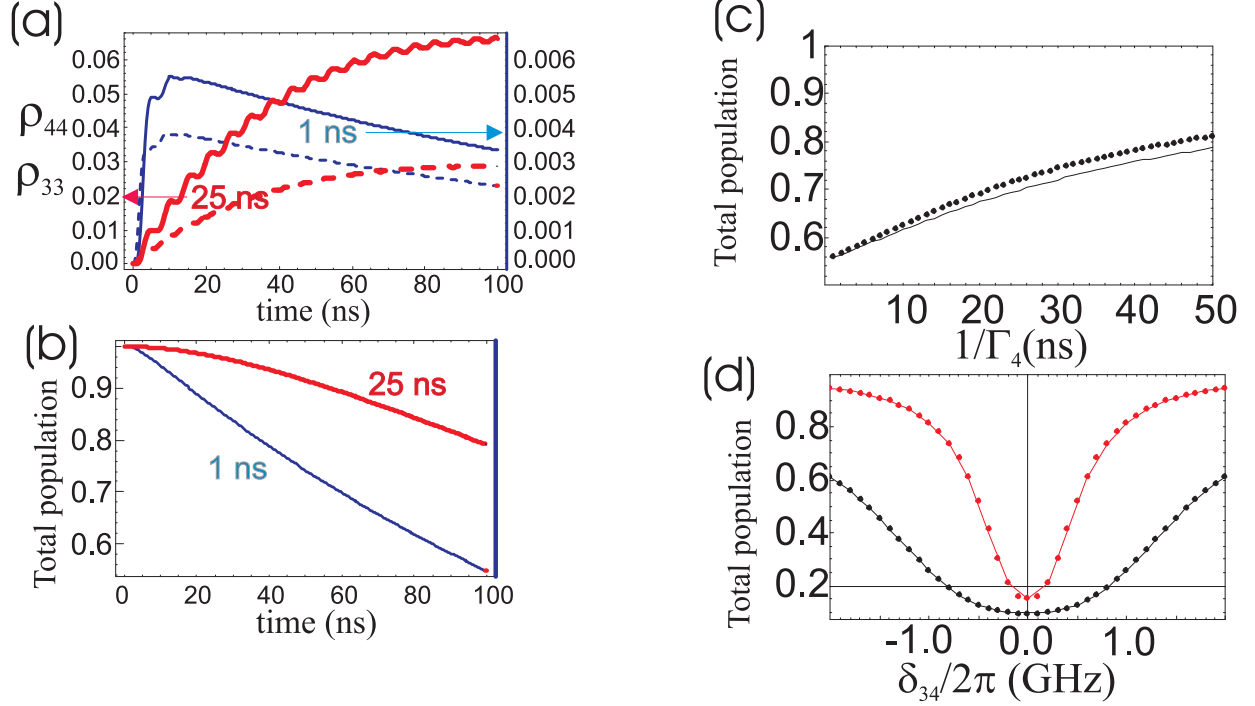 (a)
0.06
0.05
0.04
0.03
0.02
0.01
0.00
ρ44
ρ33
1 ns
25 ns
0.006
0.005
0.004
0.003
0.002
0.001
0.000
0 20 40 60 80 100
time (ns)
(b)
0.9
0.8
0.7
0.6
Total population
25 ns
1 ns
0 20 40 60 80 100
time (ns)
(c)
1
0.9
0.8
0.7
0.6
Total population
10 20 30 40 50
1/Γ4(ns)
(d)
0.8
0.6
0.4
0.2
Total population
-1.0 0.0 1.0
δ34/2π (GHz)